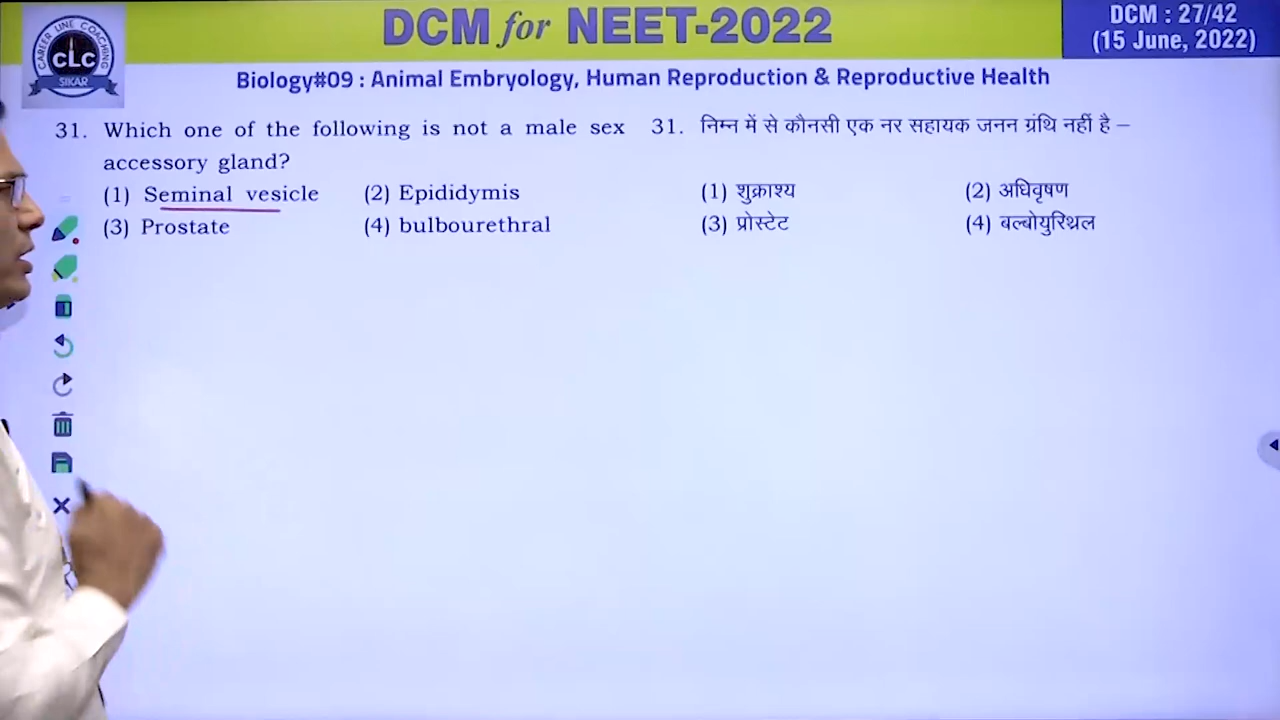 DCM for NEET-2022
DCM : 27/42
(15 June, 2022)
CAREER LINE COACHING
CLC
SIKAR
Biology#09 : Animal Embryology, Human Reproduction & Reproductive Health
31. Which one of the following is not a male sex
accessory gland?
(1) Seminal vesicle (2) Epididymis
(3) Prostate (4) bulbourethral
31. निम्न में से कौनसी एक नर सहायक जनन ग्रंथि नहीं है –
(1) शुक्राश्य (2) अधिवृषण
(3) प्रोस्टेट (4) बल्बोयुरिथ्रल